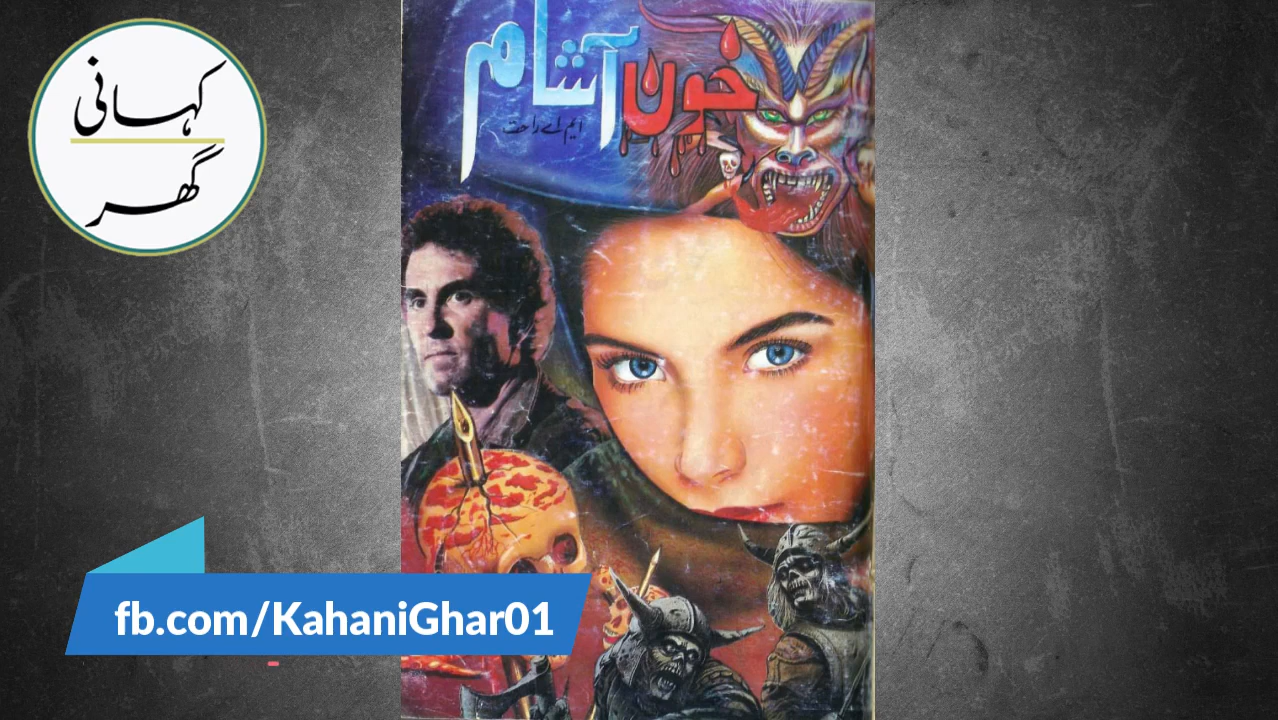 کہانی
گھر
خون آشام
ایم اے راحت
fb.com/KahaniGhar01